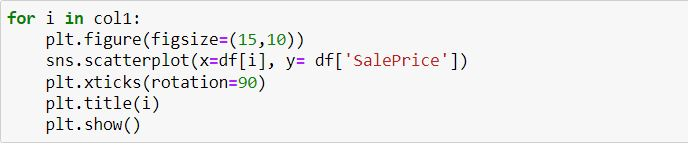 for i in col1:
    plt.figure(figsize=(15,10))
    sns.scatterplot(x=df[i], y= df['SalePrice'])
    plt.xticks(rotation=90)
    plt.title(i)
    plt.show()